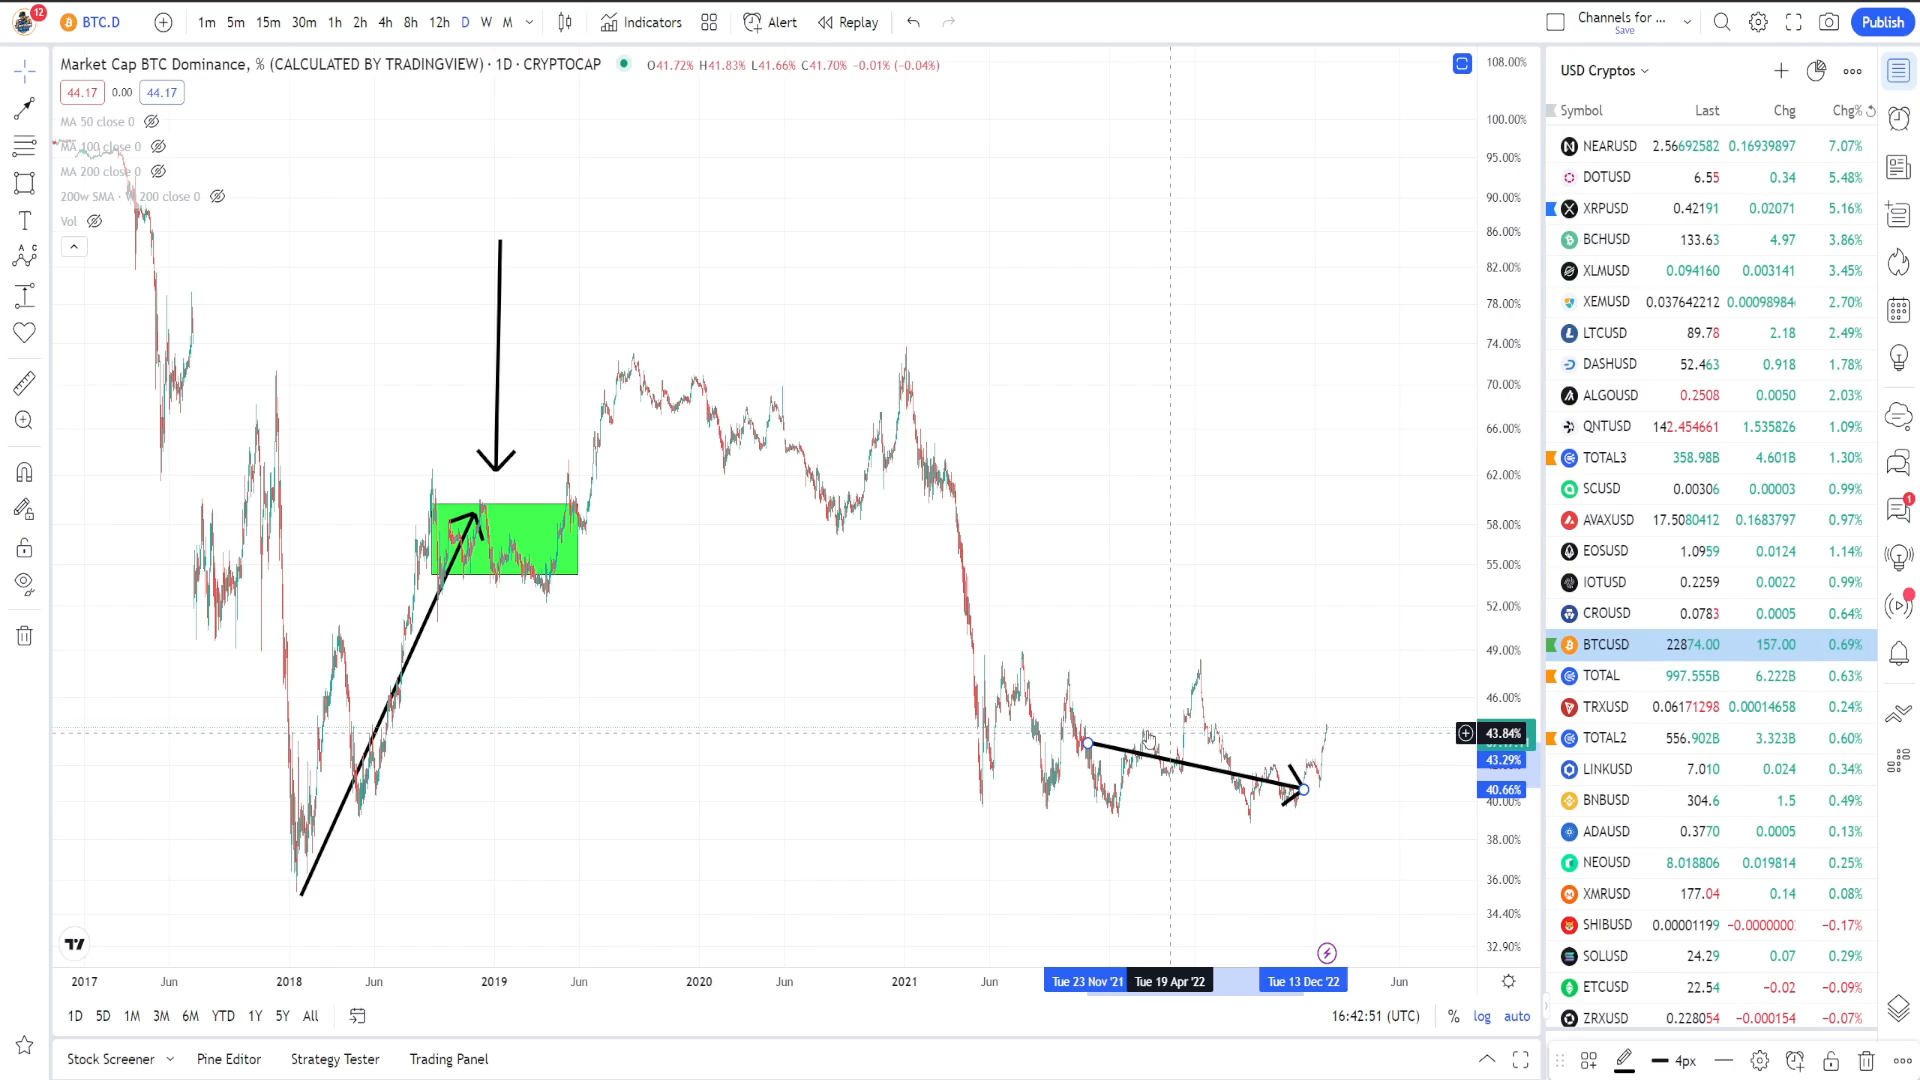 12
BTC.D
1m 5m 15m 30m 1h 2h 4h 8h 12h D W M
Indicators
Alert
Replay
Channels for ...
Save
Publish
Market Cap BTC Dominance, % (CALCULATED BY TRADINGVIEW) · 1D · CRYPTOCAP
O41.72% H41.83% L41.66% C41.70% −0.01% (−0.04%)
44.17 0.00 44.17
MA 50 close 0
MA 100 close 0
MA 200 close 0
200w SMA · W 200 close 0
Vol
108.00%
100.00%
95.00%
90.00%
86.00%
82.00%
78.00%
74.00%
70.00%
66.00%
62.00%
58.00%
55.00%
52.00%
49.00%
46.00%
43.84%
43.29%
40.66%
40.00%
38.00%
36.00%
34.40%
32.90%
2017 Jun 2018 Jun 2019 Jun 2020 Jun 2021 Jun Tue 23 Nov '21 Tue 19 Apr '22 Tue 13 Dec '22 Jun
1D 5D 1M 3M 6M YTD 1Y 5Y All
16:42:51 (UTC) % log auto
Stock Screener Pine Editor Strategy Tester Trading Panel
USD Cryptos
Symbol Last Chg Chg%
NEARUSD 2.56692582 0.16939897 7.07%
DOTUSD 6.55 0.34 5.48%
XRPUSD 0.42191 0.02071 5.16%
BCHUSD 133.63 4.97 3.86%
XLMUSD 0.094160 0.003141 3.45%
XEMUSD 0.037642212 0.00098984 2.70%
LTCUSD 89.78 2.18 2.49%
DASHUSD 52.463 0.918 1.78%
ALGOUSD 0.2508 0.0050 2.03%
QNTUSD 142.454661 1.535826 1.09%
TOTAL3 358.98B 4.601B 1.30%
SCUSD 0.00306 0.00003 0.99%
AVAXUSD 17.5080412 0.1683797 0.97%
EOSUSD 1.0959 0.0124 1.14%
IOTUSD 0.2259 0.0022 0.99%
CROUSD 0.0783 0.0005 0.64%
BTCUSD 22874.00 157.00 0.69%
TOTAL 997.555B 6.222B 0.63%
TRXUSD 0.06171298 0.00014658 0.24%
TOTAL2 556.902B 3.323B 0.60%
LINKUSD 7.010 0.024 0.34%
BNBUSD 304.6 1.5 0.49%
ADAUSD 0.3770 0.0005 0.13%
NEOUSD 8.018806 0.019814 0.25%
XMRUSD 177.04 0.14 0.08%
SHIBUSD 0.00001199 −0.0000000 −0.17%
SOLUSD 24.29 0.07 0.29%
ETCUSD 22.54 −0.02 −0.09%
ZRXUSD 0.228054 −0.000154 −0.07%
1
4px